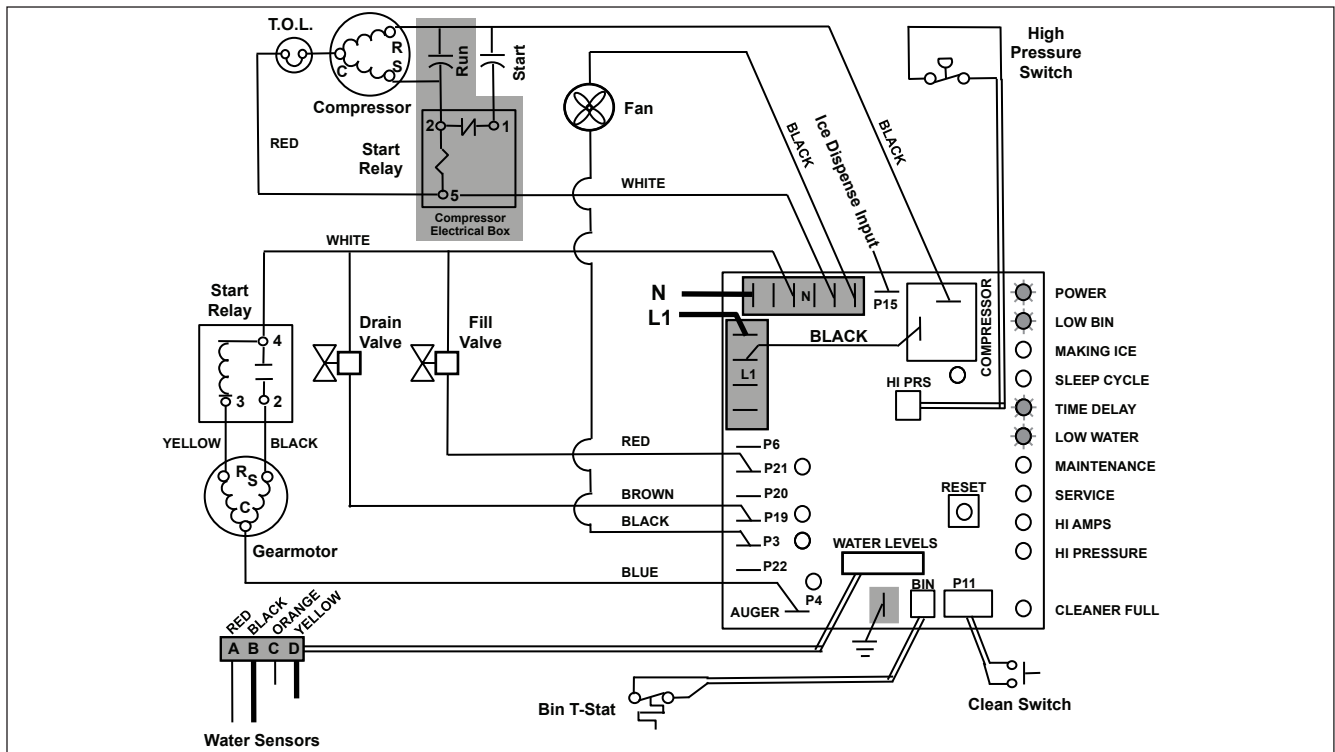 T.O.L.
R
S
C
Compressor
Run
Start
2
1
5
Start
Relay
Compressor
Electrical Box
RED
Fan
BLACK
Ice Dispense Input
BLACK
High
Pressure
Switch
WHITE
WHITE
Start
Relay
4
3
2
YELLOW
BLACK
R
S
C
Gearmotor
Drain
Valve
Fill
Valve
N
L1
N
P15
L1
BLACK
COMPRESSOR
HI PRS
POWER
LOW BIN
MAKING ICE
SLEEP CYCLE
TIME DELAY
LOW WATER
MAINTENANCE
SERVICE
HI AMPS
HI PRESSURE
CLEANER FULL
RED
P6
P21
P20
BROWN
P19
BLACK
P3
P22
BLUE
P4
AUGER
RESET
WATER LEVELS
BIN
P11
RED
BLACK
ORANGE
YELLOW
A B C D
Water Sensors
Bin T-Stat
Clean Switch